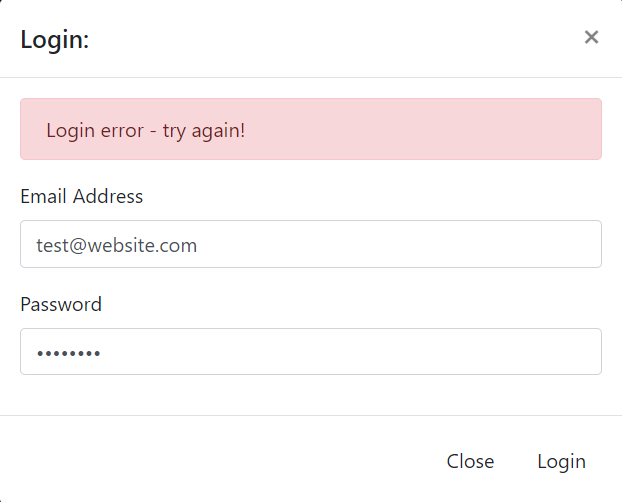 Login:
×
Login error - try again!
Email Address
test@website.com
Password
••••••••
Close Login